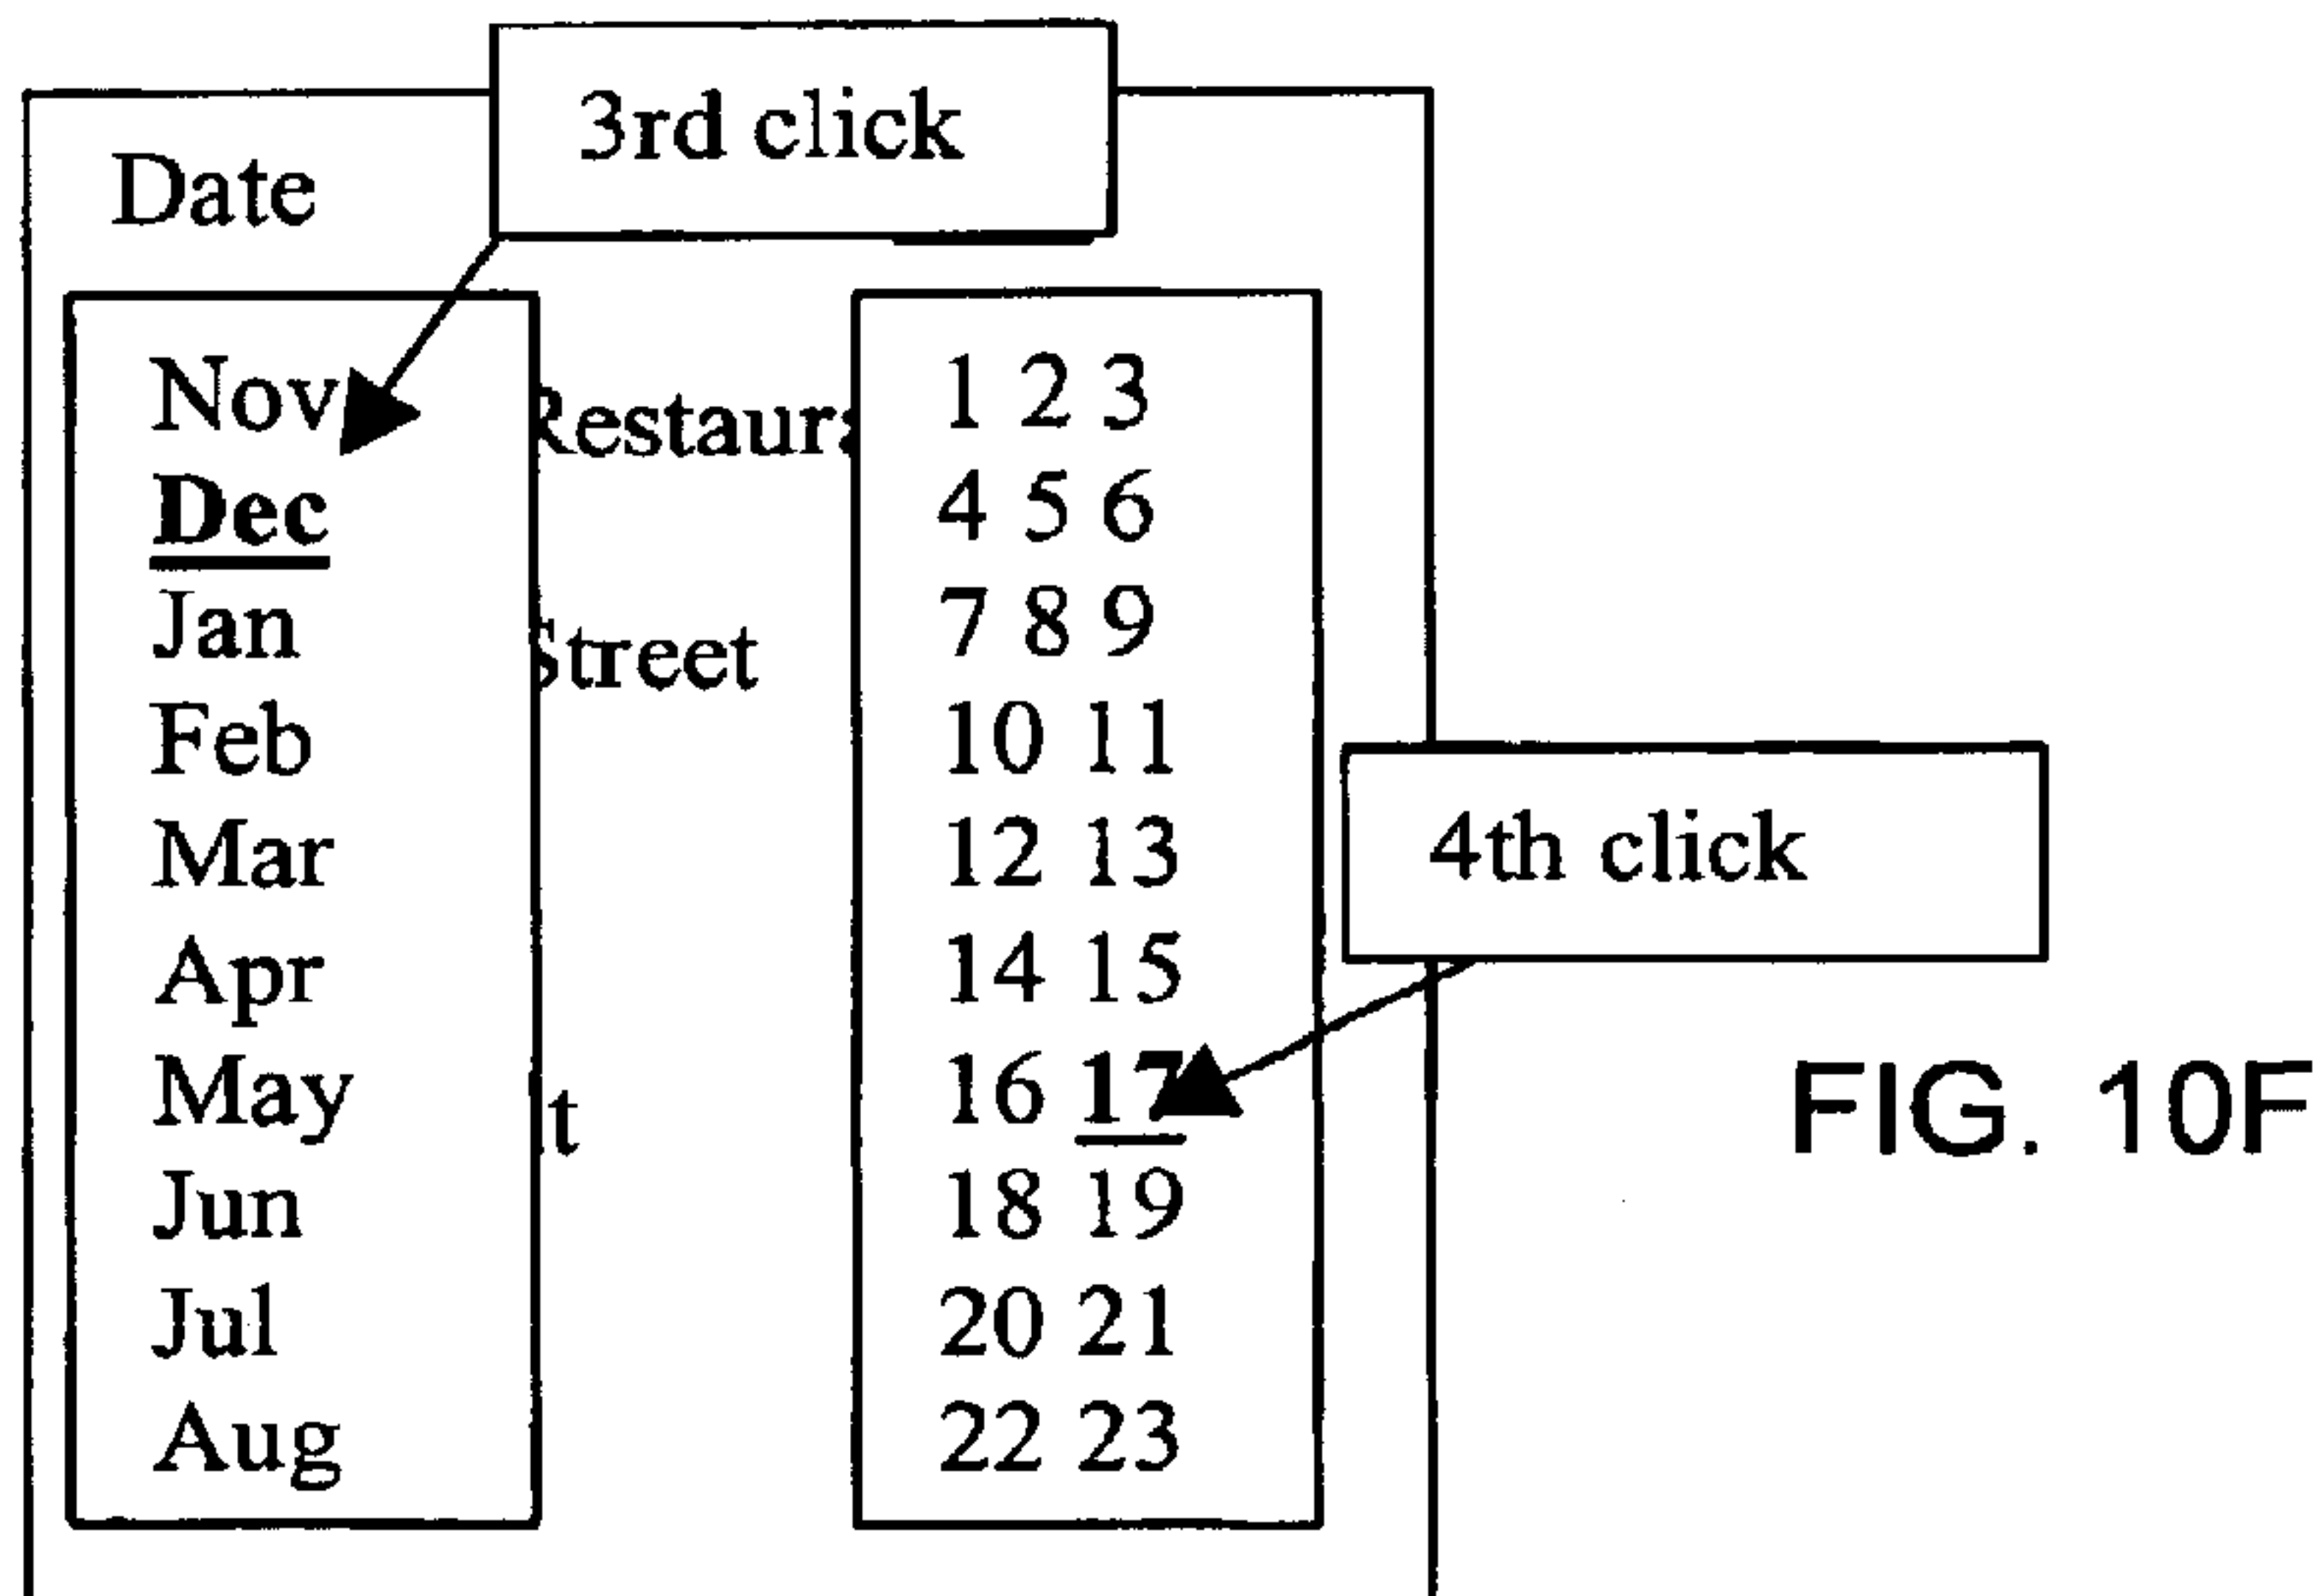 3rd click
Date
Nov
Dec
Jan
Feb
Mar
Apr
May
Jun
Jul
Aug
Street
1 2 3
4 5 6
7 8 9
10 11
12 13
14 15
16 17
18 19
20 21
22 23
4th click
FIG. 10F